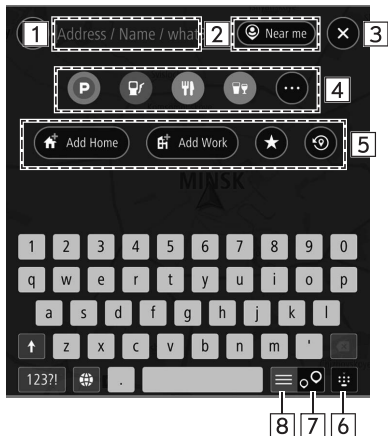 1 Address / Name / what 2 Near me 3
P 4
Add Home Add Work 5
MINSK
1 2 3 4 5 6 7 8 9 0
q w e r t y u i o p
a s d f g h j k l
z x c v b n m '
123?! .
8 7 6